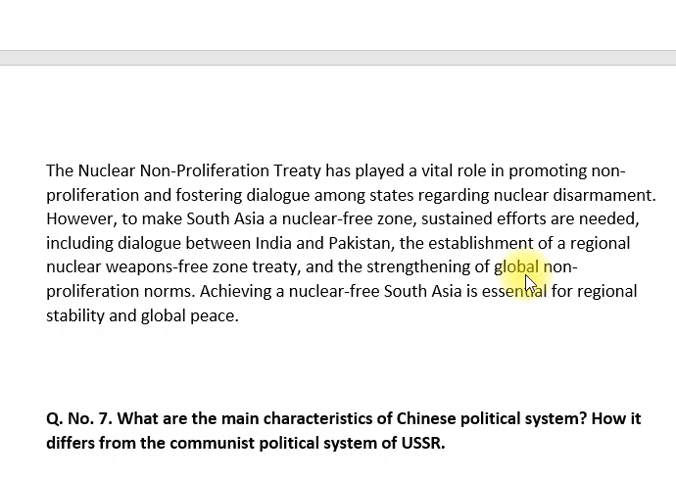 The Nuclear Non-Proliferation Treaty has played a vital role in promoting non-
proliferation and fostering dialogue among states regarding nuclear disarmament.
However, to make South Asia a nuclear-free zone, sustained efforts are needed,
including dialogue between India and Pakistan, the establishment of a regional
nuclear weapons-free zone treaty, and the strengthening of global non-
proliferation norms. Achieving a nuclear-free South Asia is essential for regional
stability and global peace.
Q. No. 7. What are the main characteristics of Chinese political system? How it
differs from the communist political system of USSR.